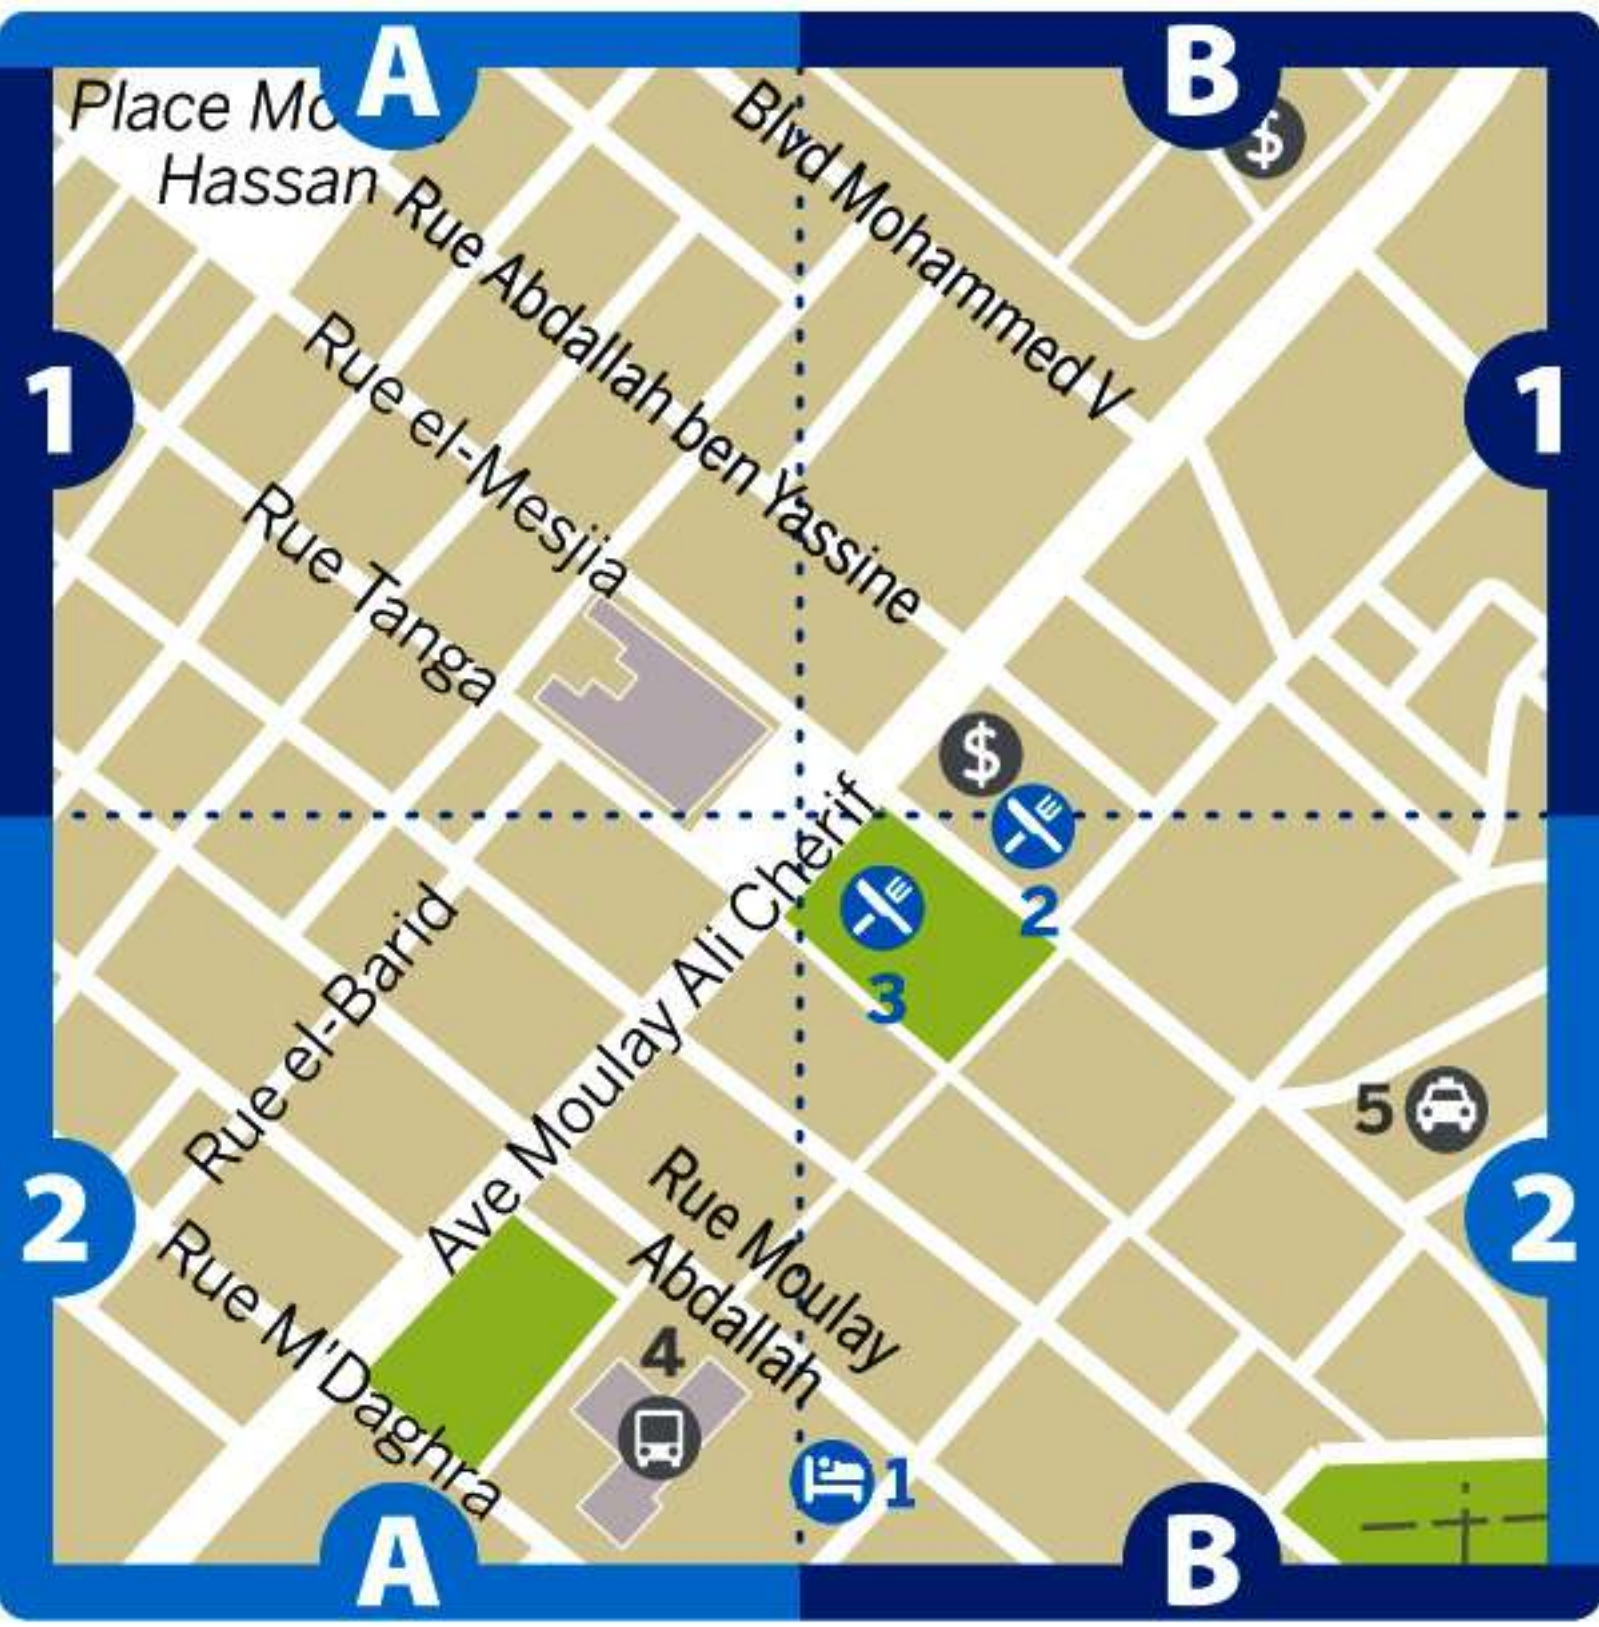 A
B
Place Mo
Hassan
$
Blvd Mohammed V
Rue Abdallah ben Yassine
Rue el-Mesjia
1
1
Rue Tanga
$
2
3
Ave Moulay Ali Cherif
Rue el-Barid
5
2
2
Rue Moulay
Abdallah
Rue M'Daghra
4
1
A
B